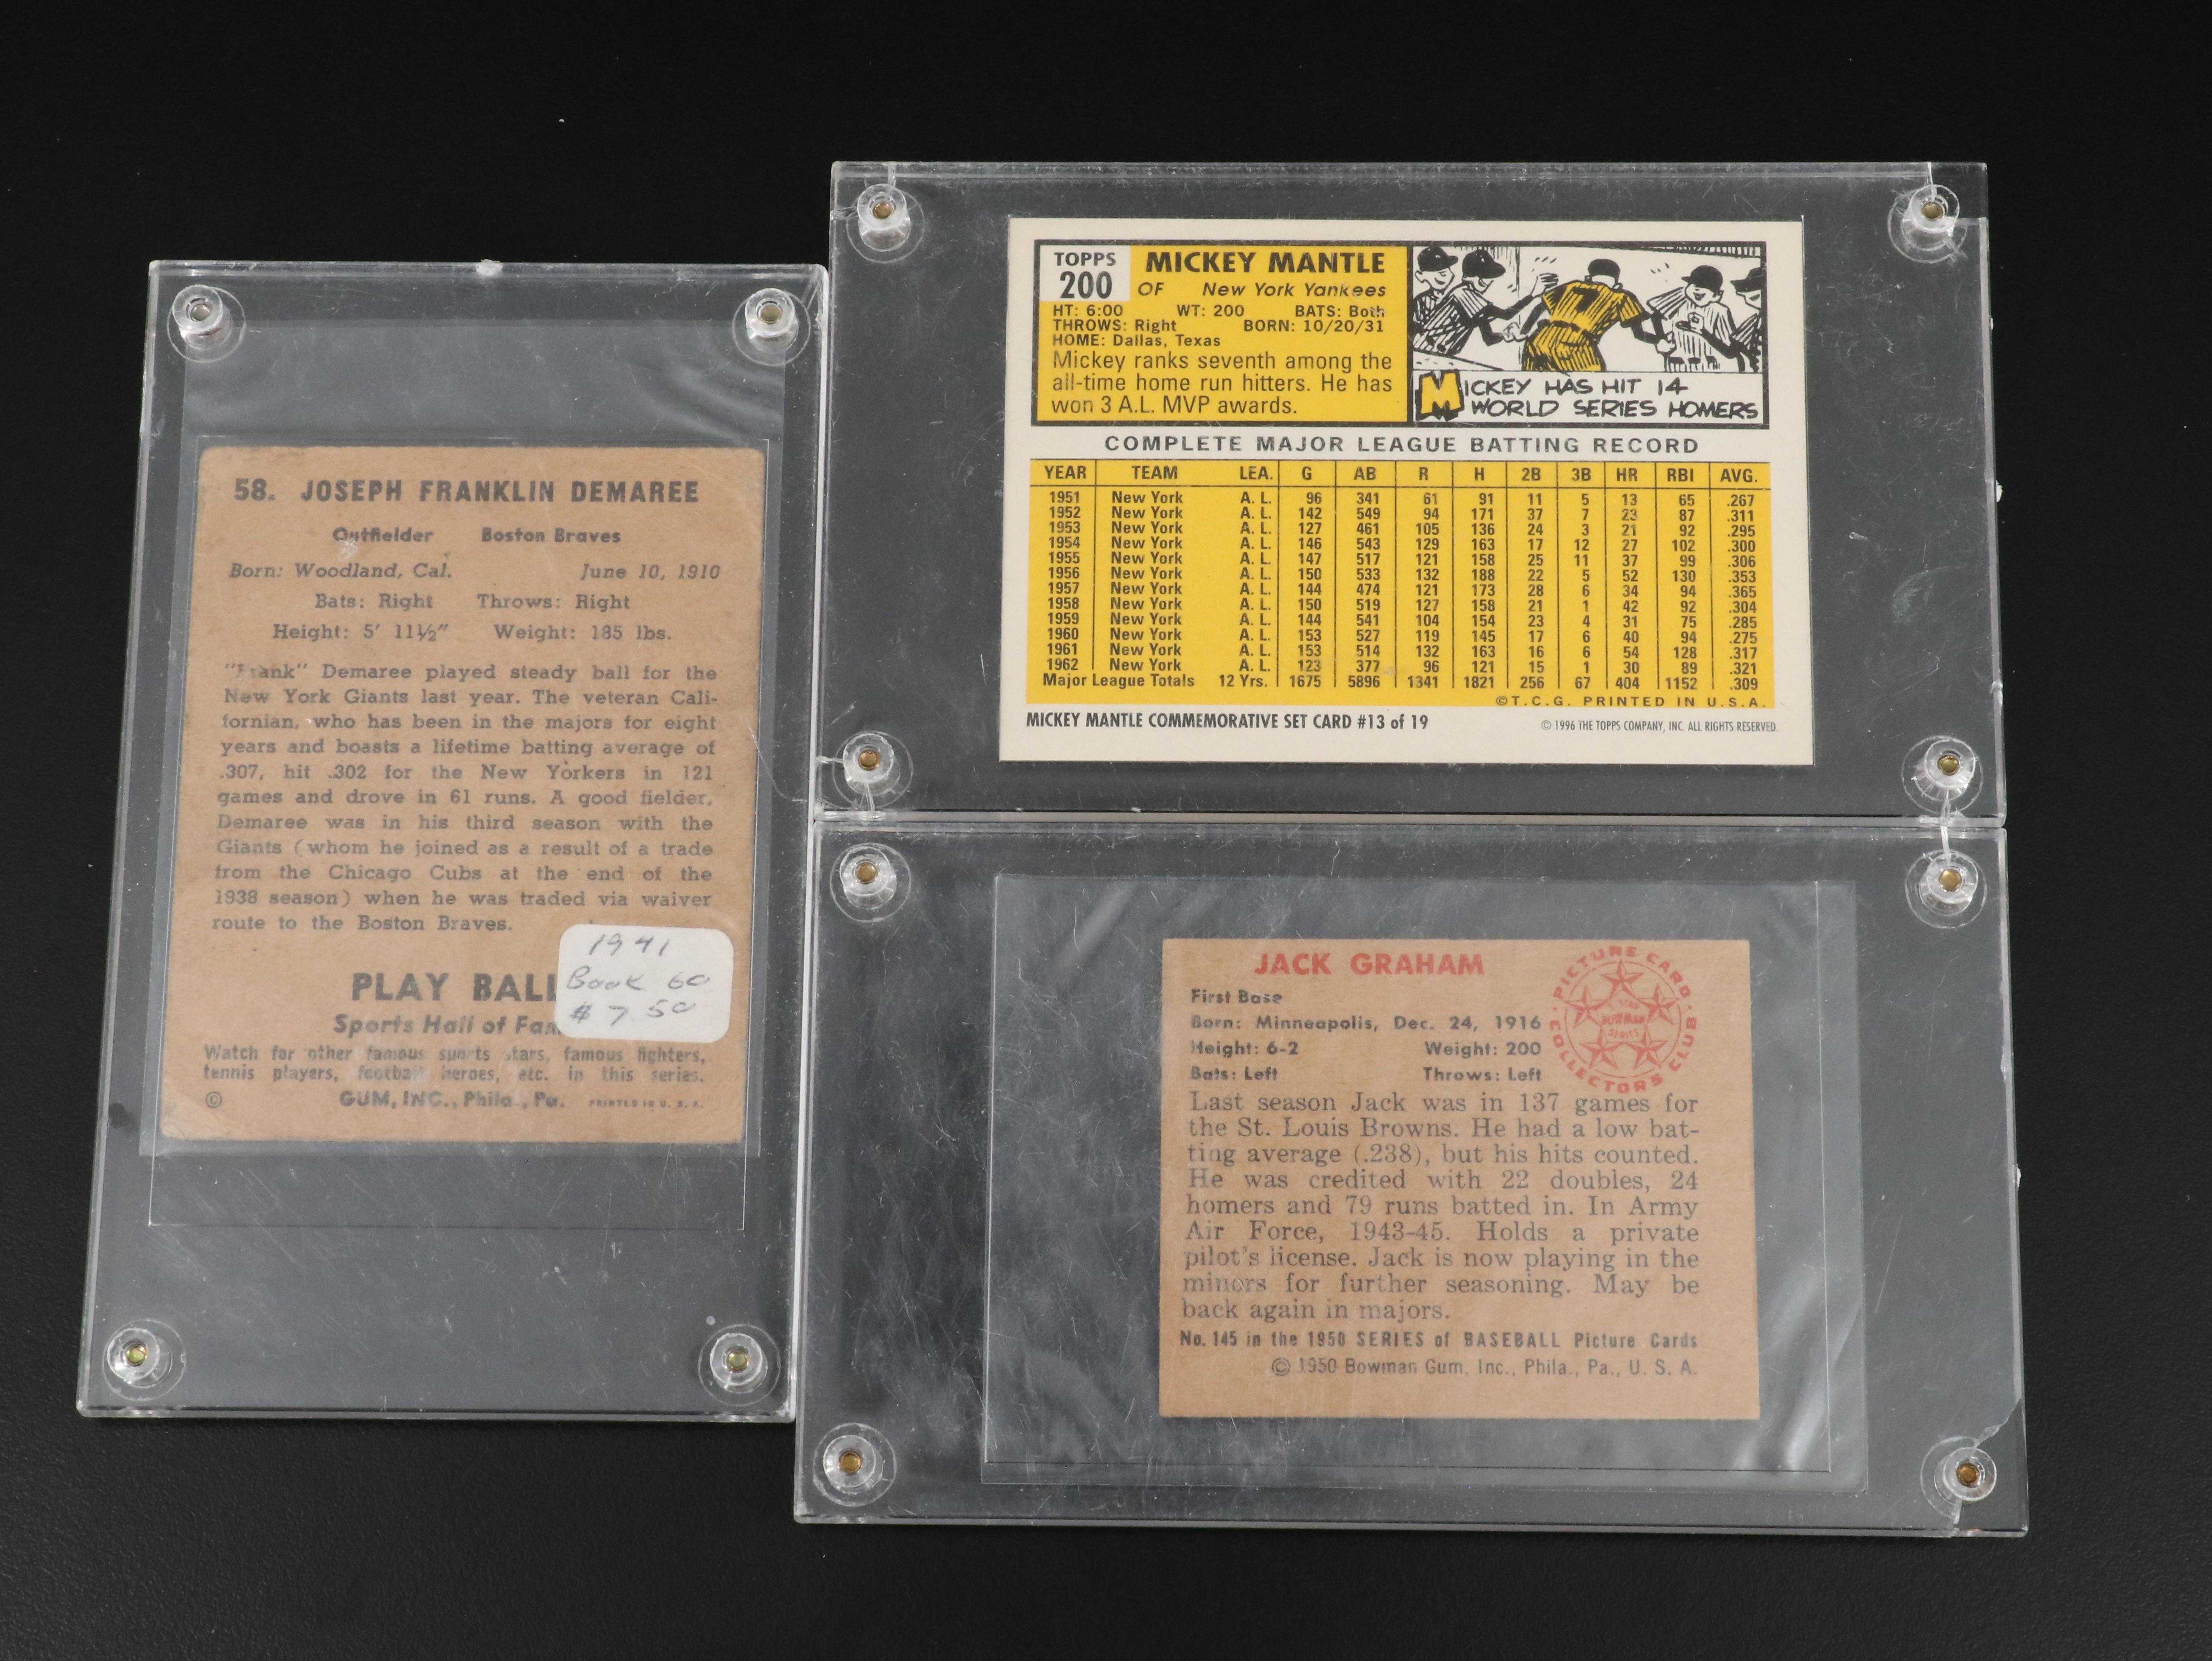 58. JOSEPH FRANKLIN DEMAREE
Outfielder Boston Braves
Born: Woodland, Cal. June 10, 1910
Bats: Right Throws: Right
Height: 5' 11½" Weight: 185 lbs.
"Frank" Demaree played steady ball for the
New York Giants last year. The veteran Cali-
fornian, who has been in the majors for eight
years and boasts a lifetime batting average of
.307, hit .302 for the New Yorkers in 121
games and drove in 61 runs. A good fielder,
Demaree was in his third season with the
Giants (whom he joined as a result of a trade
from the Chicago Cubs at the end of the
1938 season) when he was traded via waiver
route to the Boston Braves.
1941
Book 60
$7.50
PLAY BALL
Sports Hall of
Watch for other famous sports stars, famous fighters,
tennis players, football heroes, etc. in this series.
© GUM, INC., Phila., Pa. PRINTED IN U. S. A.
TOPPS
200
MICKEY MANTLE
OF New York Yankees
HT: 6:00 WT: 200 BATS: Both
THROWS: Right BORN: 10/20/31
HOME: Dallas, Texas
Mickey ranks seventh among the
all-time home run hitters. He has
won 3 A.L. MVP awards.
7
MICKEY HAS HIT 14
WORLD SERIES HOMERS
COMPLETE MAJOR LEAGUE BATTING RECORD
YEAR TEAM LEA. G AB R H 2B 3B HR RBI AVG.
1951 New York A. L. 96 341 61 91 11 5 13 65 .267
1952 New York A. L. 142 549 94 171 37 7 23 87 .311
1953 New York A. L. 127 461 105 136 24 3 21 92 .295
1954 New York A. L. 146 543 129 163 17 12 27 102 .300
1955 New York A. L. 147 517 121 158 25 11 37 99 .306
1956 New York A. L. 150 533 132 188 22 5 52 130 .353
1957 New York A. L. 144 474 121 173 28 6 34 94 .365
1958 New York A. L. 150 519 127 158 21 1 42 92 .304
1959 New York A. L. 144 541 104 154 23 4 31 75 .285
1960 New York A. L. 153 527 119 145 17 6 40 94 .275
1961 New York A. L. 153 514 132 163 16 6 54 128 .317
1962 New York A. L. 123 377 96 121 15 1 30 89 .321
Major League Totals 12 Yrs. 1675 5896 1341 1821 256 67 404 1152 .309
©T.C.G. PRINTED IN U.S.A.
MICKEY MANTLE COMMEMORATIVE SET CARD #13 of 19 © 1996 THE TOPPS COMPANY, INC. ALL RIGHTS RESERVED.
JACK GRAHAM
First Base
Born: Minneapolis, Dec. 24, 1916
Height: 6-2 Weight: 200
Bats: Left Throws: Left
PICTURE CARD COLLECTORS CLUB
STAR
BOWMAN
SERIES
Last season Jack was in 137 games for
the St. Louis Browns. He had a low bat-
ting average (.238), but his hits counted.
He was credited with 22 doubles, 24
homers and 79 runs batted in. In Army
Air Force, 1943-45. Holds a private
pilot's license. Jack is now playing in the
minors for further seasoning. May be
back again in majors.
No. 145 in the 1950 SERIES of BASEBALL Picture Cards
© 1950 Bowman Gum, Inc., Phila., Pa., U. S. A.